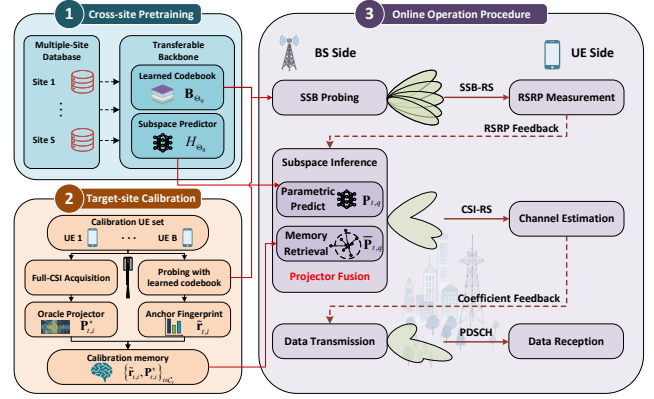 1 Cross-site Pretraining
Multiple-Site
Database
Site 1
⋮
Site S
Transferable
Backbone
Learned Codebook
B_{Θ_0}
Subspace Predictor
H_{Θ_0}
2 Target-site Calibration
Calibration UE set
UE 1 · · · UE B
Full-CSI Acquisition
Probing with
learned codebook
Oracle Projector
P*_{t,i}
Anchor Fingerprint
r̃_{t,i}
Calibration memory
{r̃_{t,i}, P*_{t,i}}_{i∈C_t}
3 Online Operation Procedure
BS Side
UE Side
SSB Probing
SSB-RS
RSRP Measurement
RSRP Feedback
Subspace Inference
Parametric
Predict
P_{t,q}
Memory
Retrieval
P̅_{t,q}
Projector Fusion
CSI-RS
Channel Estimation
Coefficient Feedback
Data Transmission
PDSCH
Data Reception